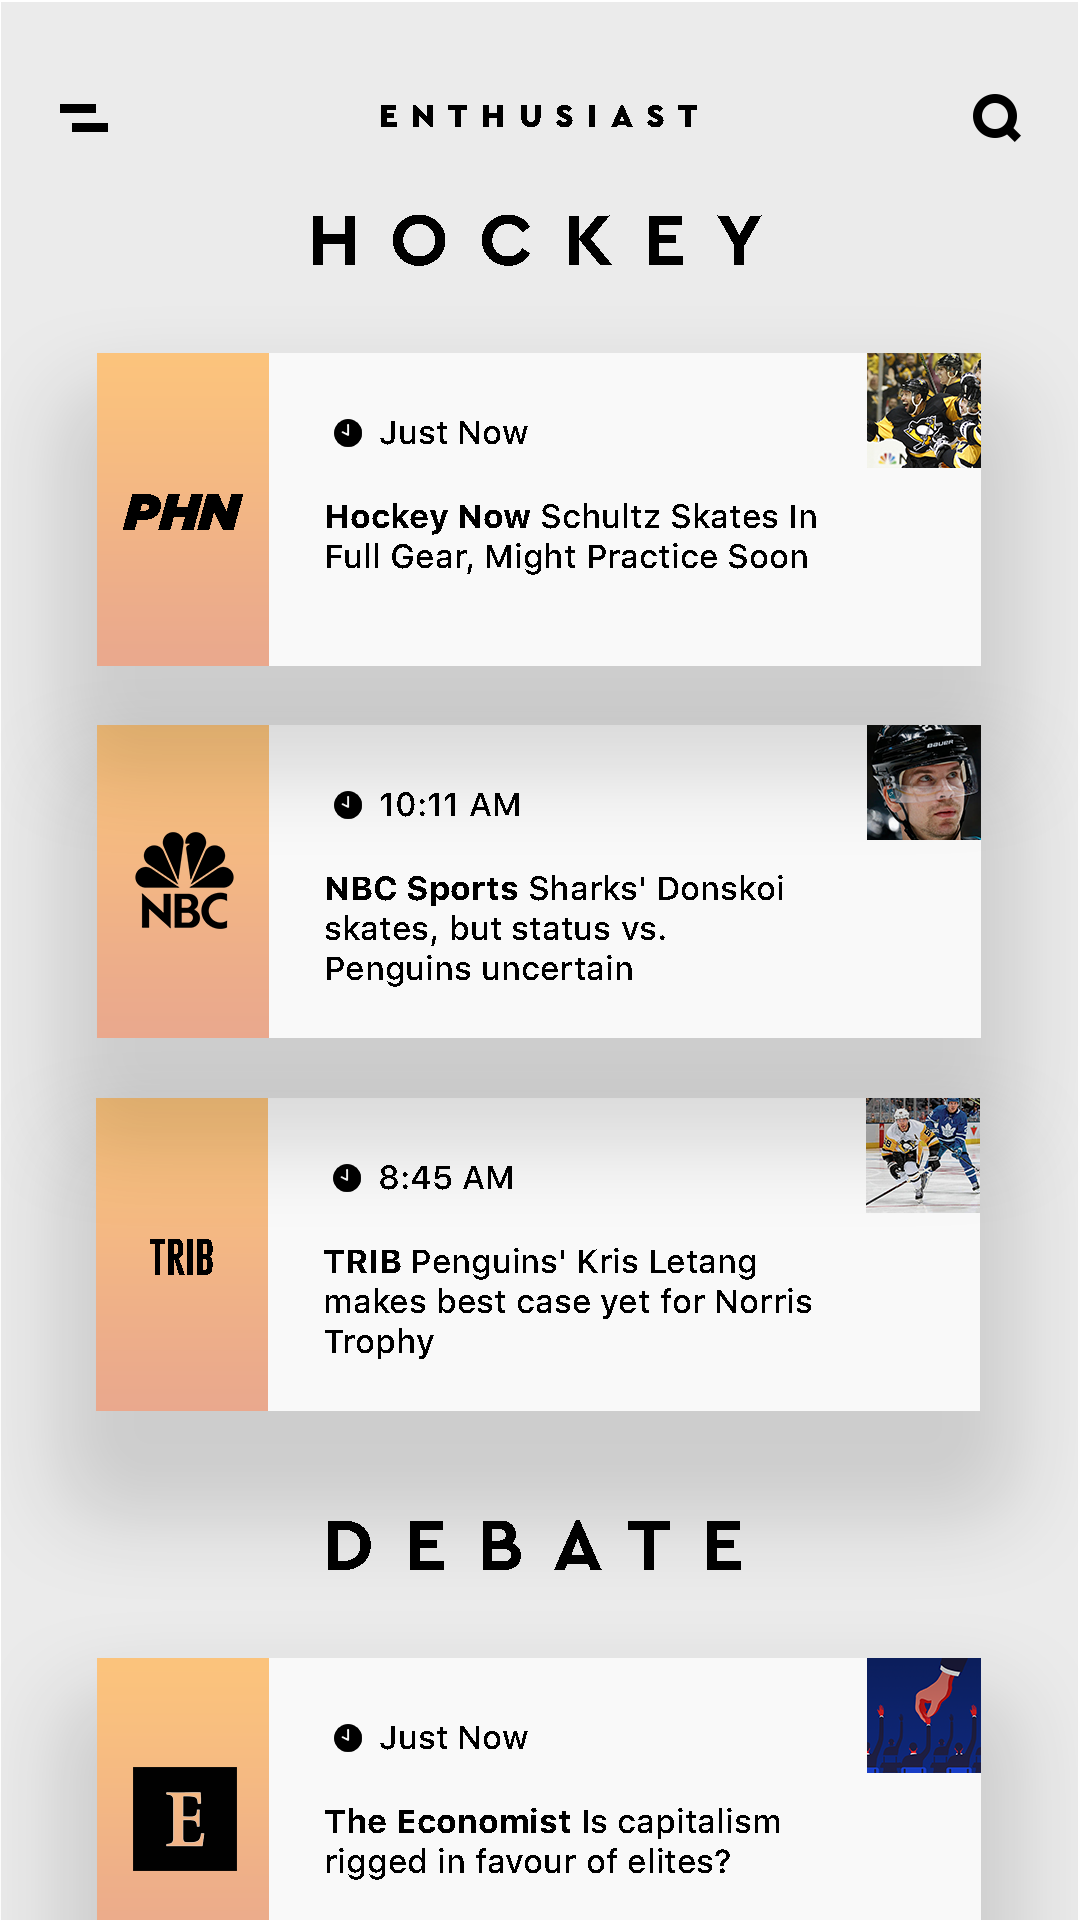 ENTHUSIAST
HOCKEY
PHN
Just Now
Hockey Now Schultz Skates In
Full Gear, Might Practice Soon
NBC
10:11 AM
BAUER
NBC Sports Sharks' Donskoi
skates, but status vs.
Penguins uncertain
TRIB
8:45 AM
TRIB Penguins' Kris Letang
makes best case yet for Norris
Trophy
DEBATE
E
Just Now
The Economist Is capitalism
rigged in favour of elites?